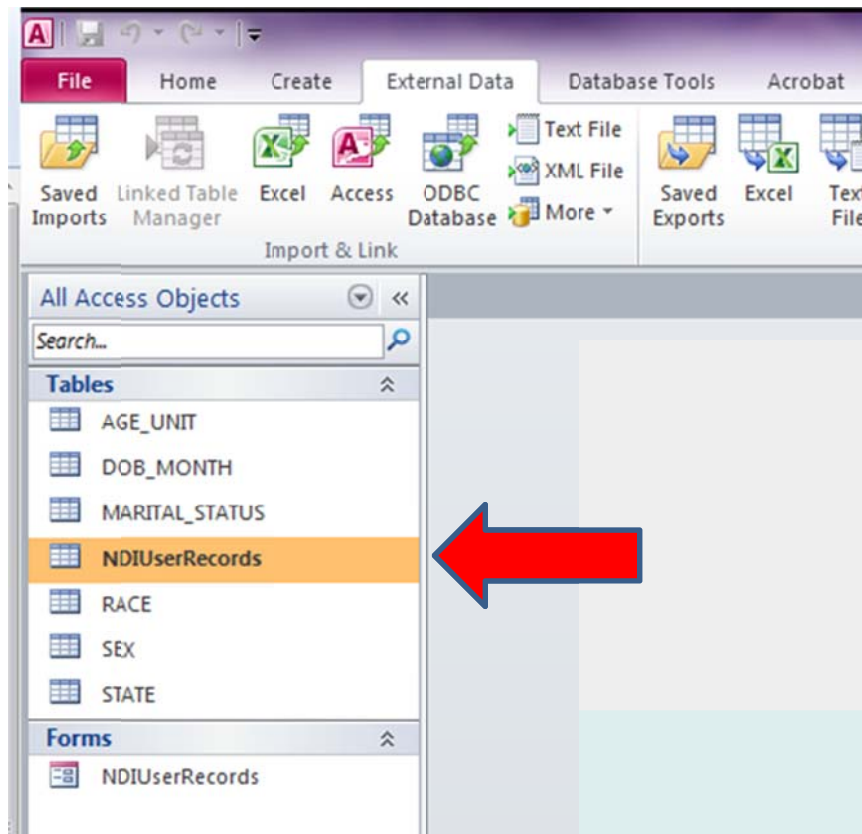 A
File Home Create External Data Database Tools Acrobat
Saved Imports
Linked Table Manager
Excel
Access
ODBC Database
Text File
XML File
More
Saved Exports
Excel
Text File
Import & Link
All Access Objects
Search...
Tables
AGE_UNIT
DOB_MONTH
MARITAL_STATUS
NDIUserRecords
RACE
SEX
STATE
Forms
NDIUserRecords